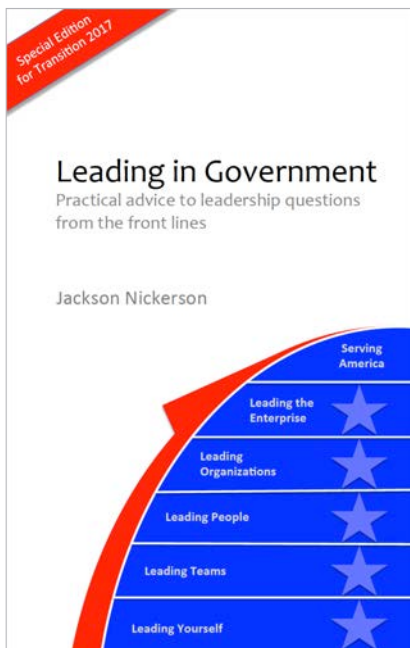 Special Edition
for Transition 2017
Leading in Government
Practical advice to leadership questions
from the front lines
Jackson Nickerson
Serving
America
Leading the
Enterprise
Leading
Organizations
Leading People
Leading Teams
Leading Yourself